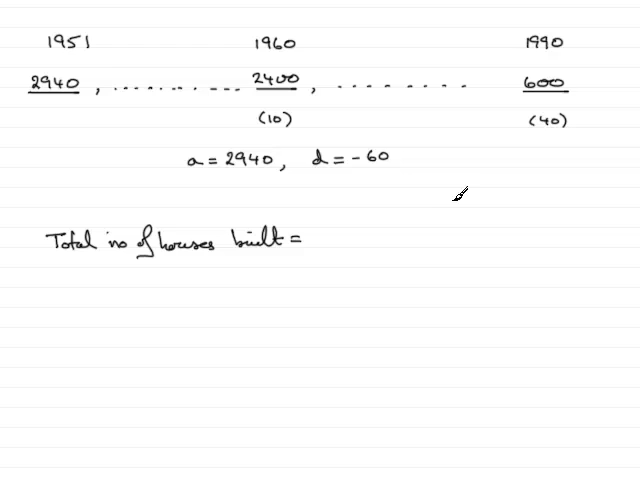 1951 1960 1990
2940, .......... 2400, ......... 600
(10) (40)
a = 2940, d = -60
Total no of houses built =